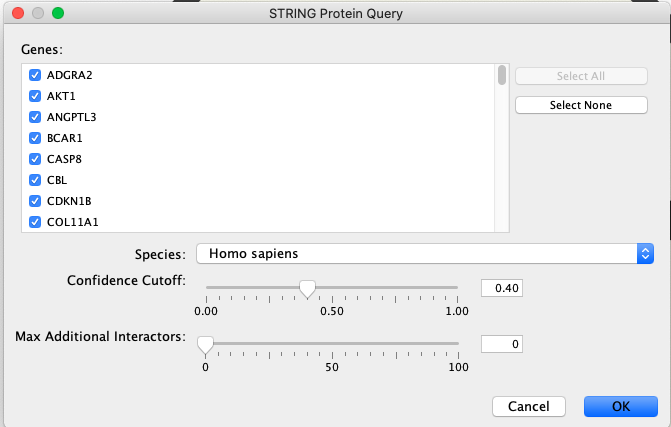 STRING Protein Query
Genes:
ADGRA2
AKT1
ANGPTL3
BCAR1
CASP8
CBL
CDKN1B
COL11A1
Select All
Select None
Species: Homo sapiens
Confidence Cutoff: 0.40
0.00 0.50 1.00
Max Additional Interactors: 0
0 50 100
Cancel OK